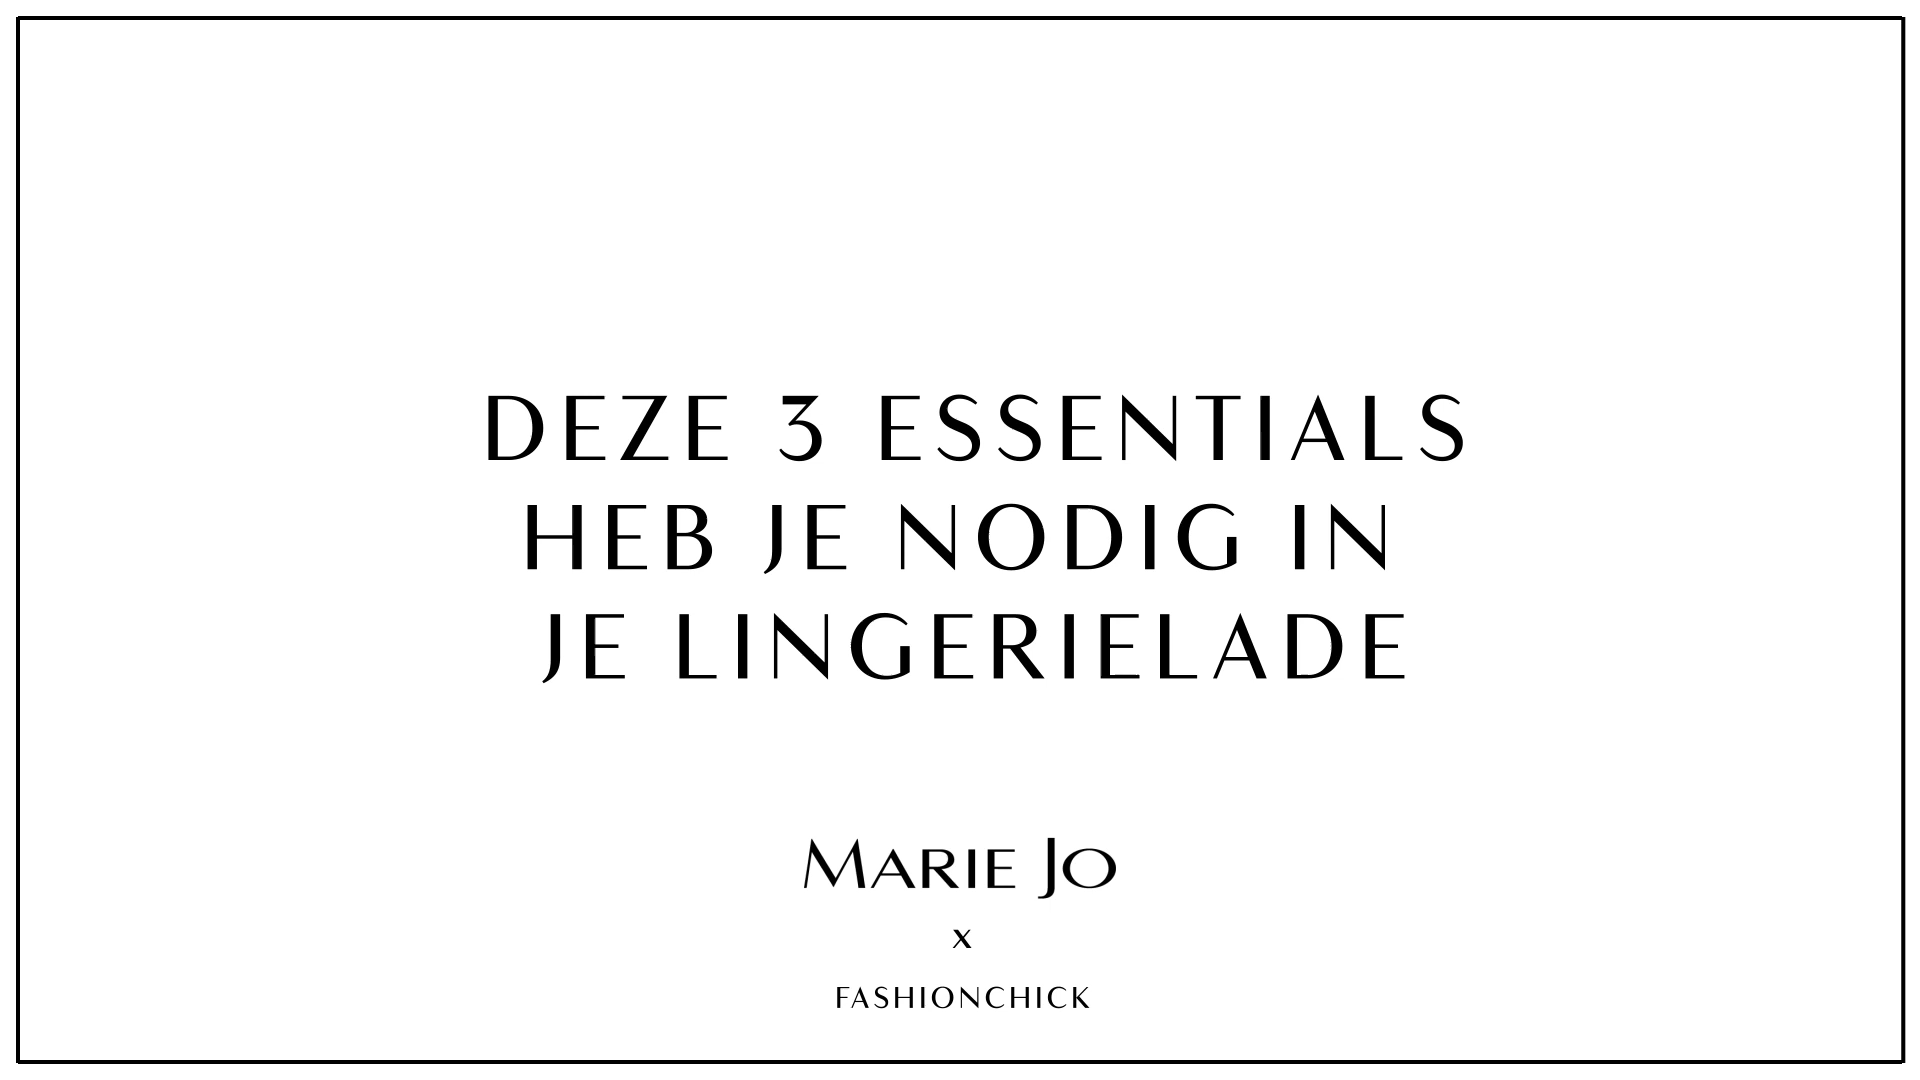 DEZE 3 ESSENTIALS
HEB JE NODIG IN
JE LINGERIELADE
MARIE JO
x
FASHIONCHICK